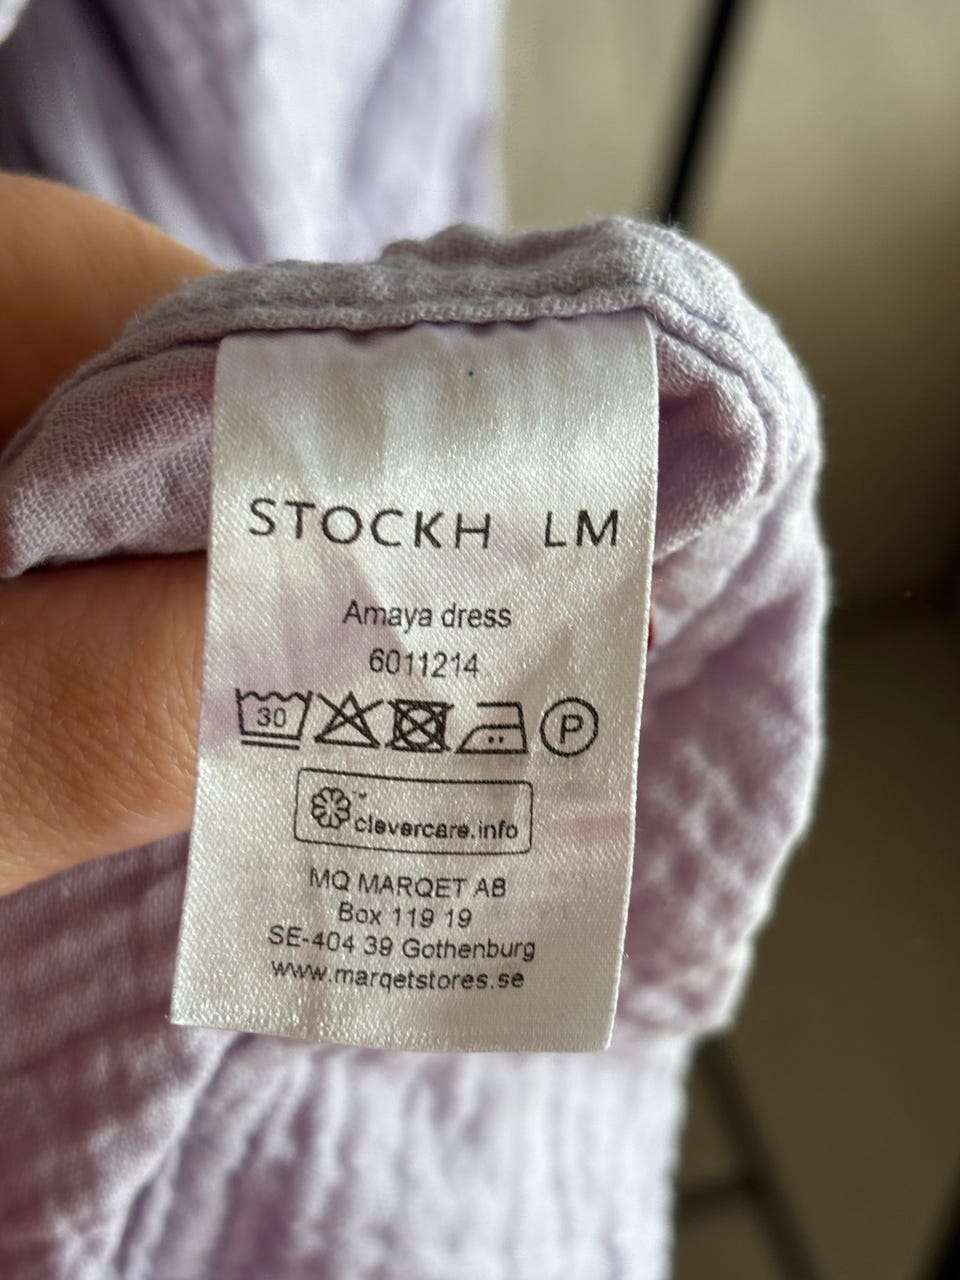 STOCKH LM
Amaya dress
6011214
30 P
clevercare.info
MQ MARQET AB
Box 119 19
SE-404 39 Gothenburg
www.marqetstores.se